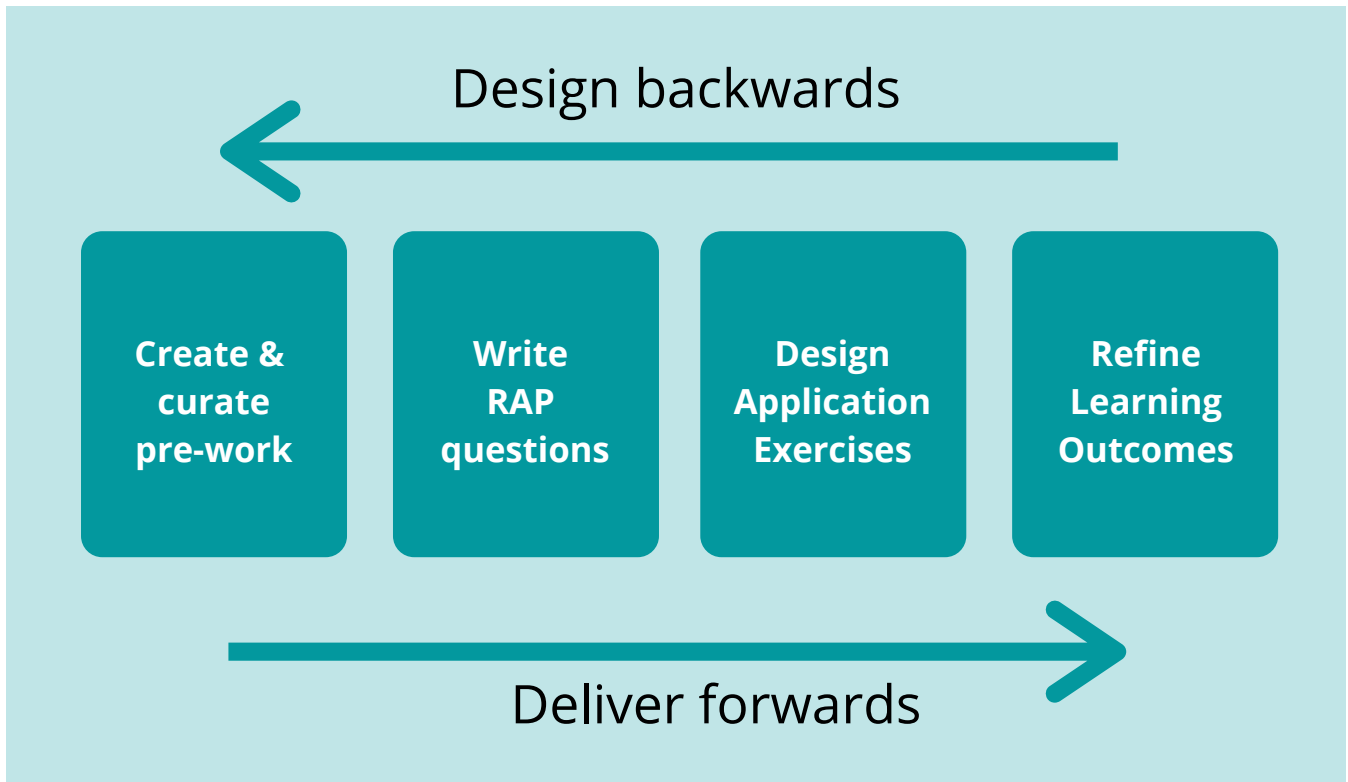 Design backwards
Create &
curate
pre-work
Write
RAP
questions
Design
Application
Exercises
Refine
Learning
Outcomes
Deliver forwards